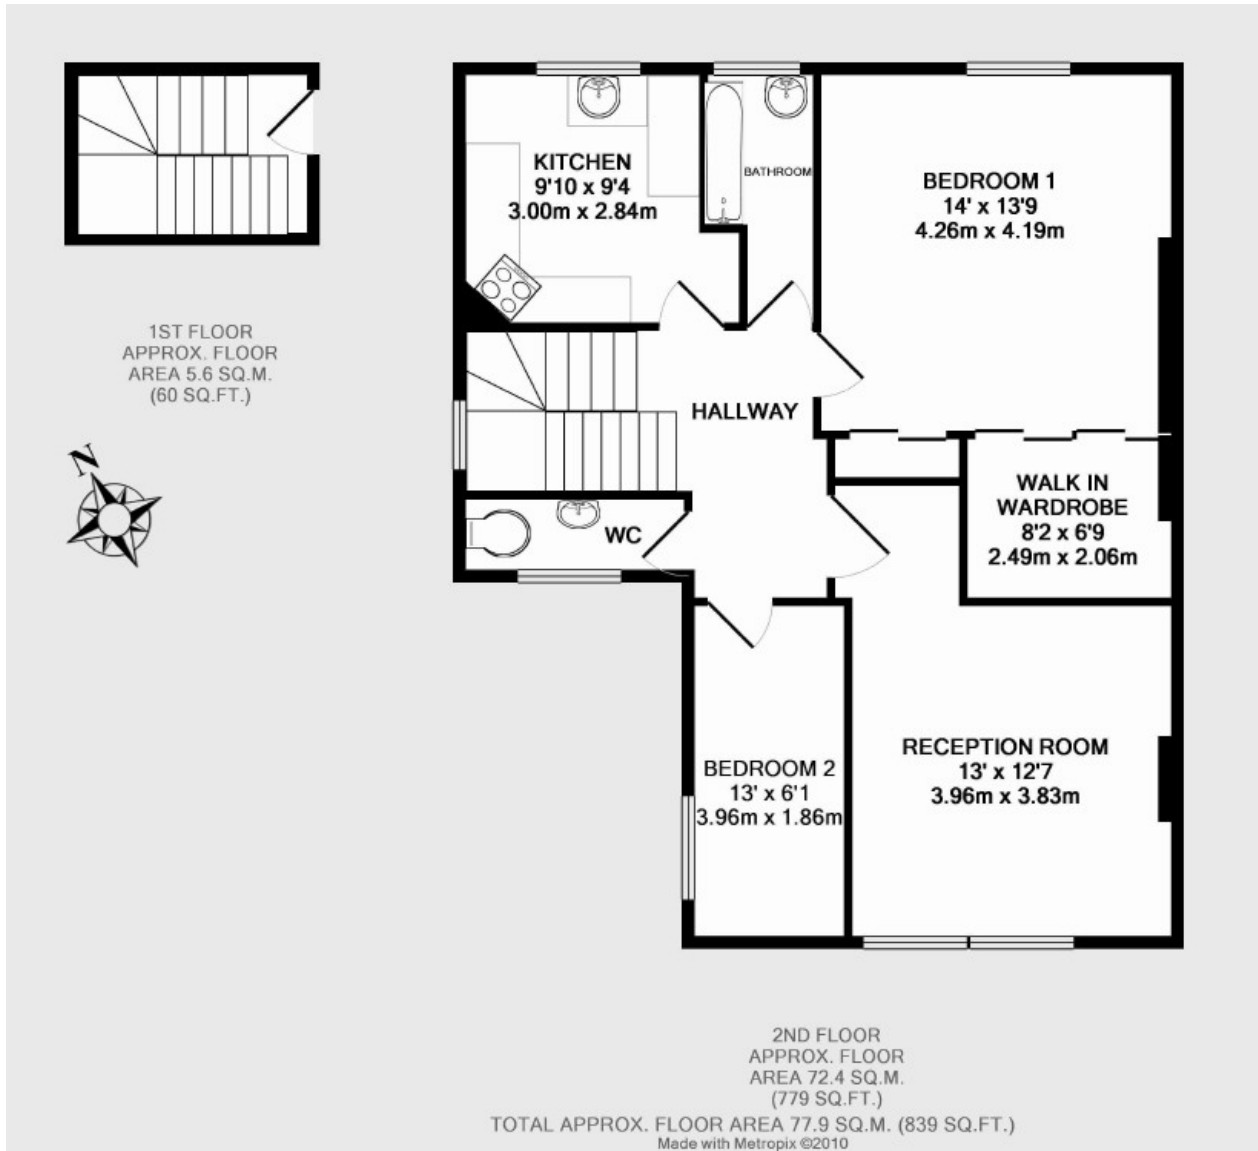 KITCHEN
9'10 x 9'4
3.00m x 2.84m
BATHROOM
BEDROOM 1
14' x 13'9
4.26m x 4.19m
1ST FLOOR
APPROX. FLOOR
AREA 5.6 SQ.M.
(60 SQ.FT.)
N
HALLWAY
WC
WALK IN
WARDROBE
8'2 x 6'9
2.49m x 2.06m
BEDROOM 2
13' x 6'1
3.96m x 1.86m
RECEPTION ROOM
13' x 12'7
3.96m x 3.83m
2ND FLOOR
APPROX. FLOOR
AREA 72.4 SQ.M.
(779 SQ.FT.)
TOTAL APPROX. FLOOR AREA 77.9 SQ.M. (839 SQ.FT.)
Made with Metropix ©2010